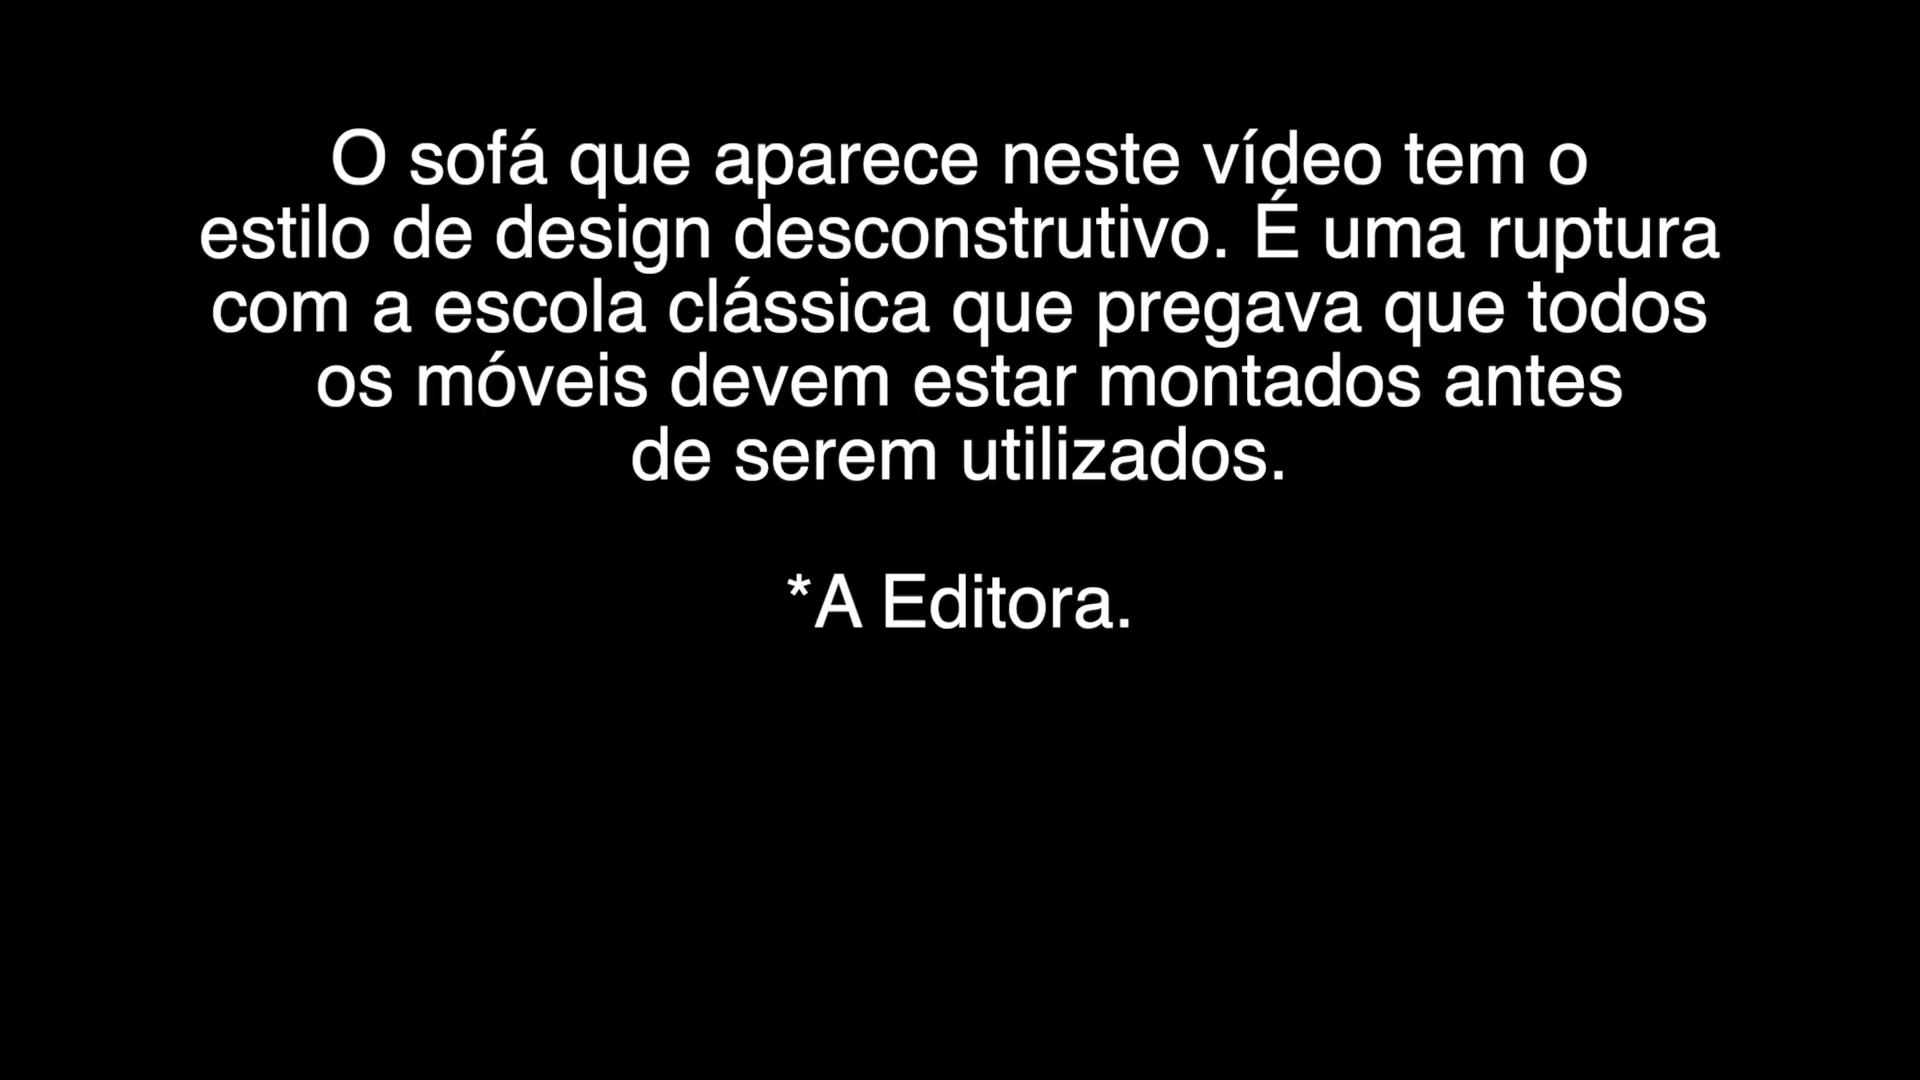 O sofá que aparece neste vídeo tem o
estilo de design desconstrutivo. É uma ruptura
com a escola clássica que pregava que todos
os móveis devem estar montados antes
de serem utilizados.
*A Editora.